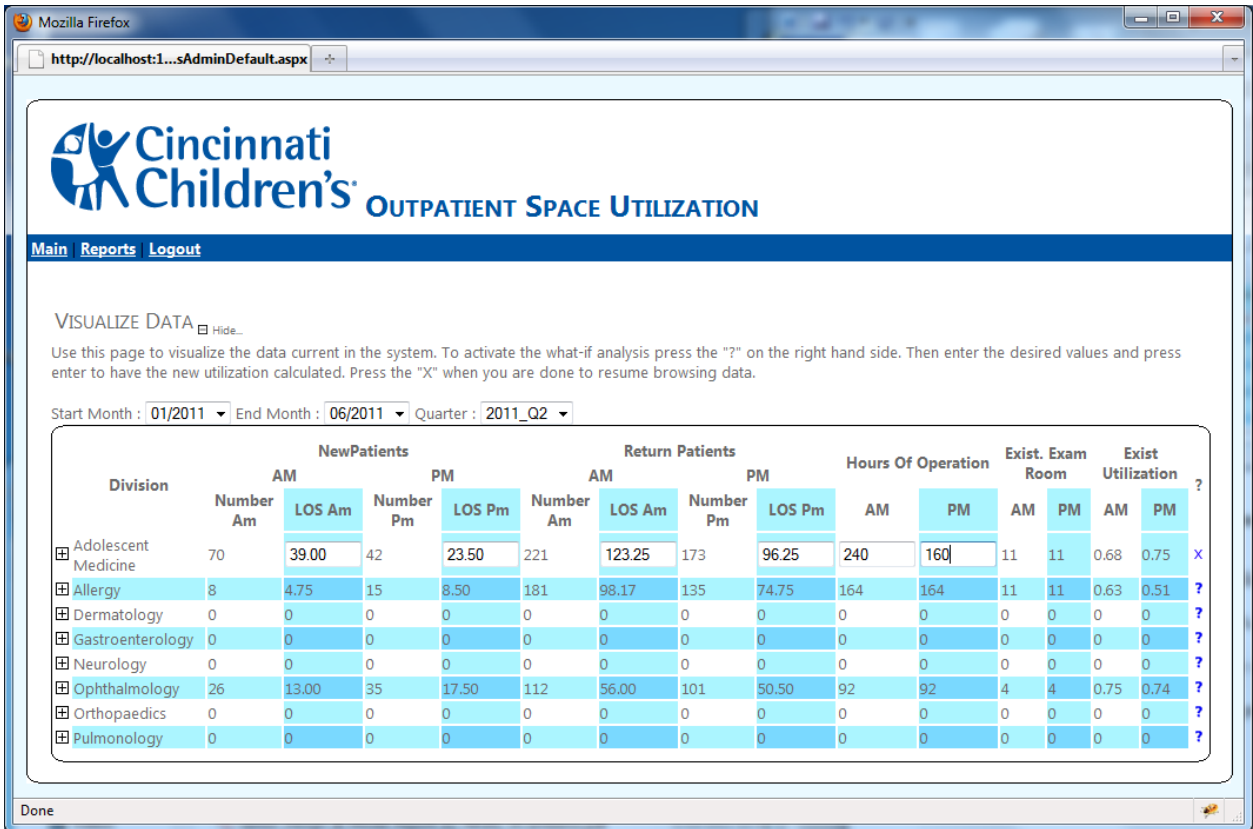 Mozilla Firefox
http://localhost:1...sAdminDefault.aspx
Cincinnati
Children's
OUTPATIENT SPACE UTILIZATION
Main | Reports | Logout
VISUALIZE DATA Hide...
Use this page to visualize the data current in the system. To activate the what-if analysis press the "?" on the right hand side. Then enter the desired values and press
enter to have the new utilization calculated. Press the "X" when you are done to resume browsing data.
Start Month : 01/2011 End Month : 06/2011 Quarter : 2011_Q2
Division NewPatients Return Patients Hours Of Operation Exist. Exam Room Exist Utilization ?
AM PM AM PM
Number Am LOS Am Number Pm LOS Pm Number Am LOS Am Number Pm LOS Pm AM PM AM PM AM PM
Adolescent Medicine 70 39.00 42 23.50 221 123.25 173 96.25 240 160 11 11 0.68 0.75 X
Allergy 8 4.75 15 8.50 181 98.17 135 74.75 164 164 11 11 0.63 0.51 ?
Dermatology 0 0 0 0 0 0 0 0 0 0 0 0 0 0 ?
Gastroenterology 0 0 0 0 0 0 0 0 0 0 0 0 0 0 ?
Neurology 0 0 0 0 0 0 0 0 0 0 0 0 0 0 ?
Ophthalmology 26 13.00 35 17.50 112 56.00 101 50.50 92 92 4 4 0.75 0.74 ?
Orthopaedics 0 0 0 0 0 0 0 0 0 0 0 0 0 0 ?
Pulmonology 0 0 0 0 0 0 0 0 0 0 0 0 0 0 ?
Done